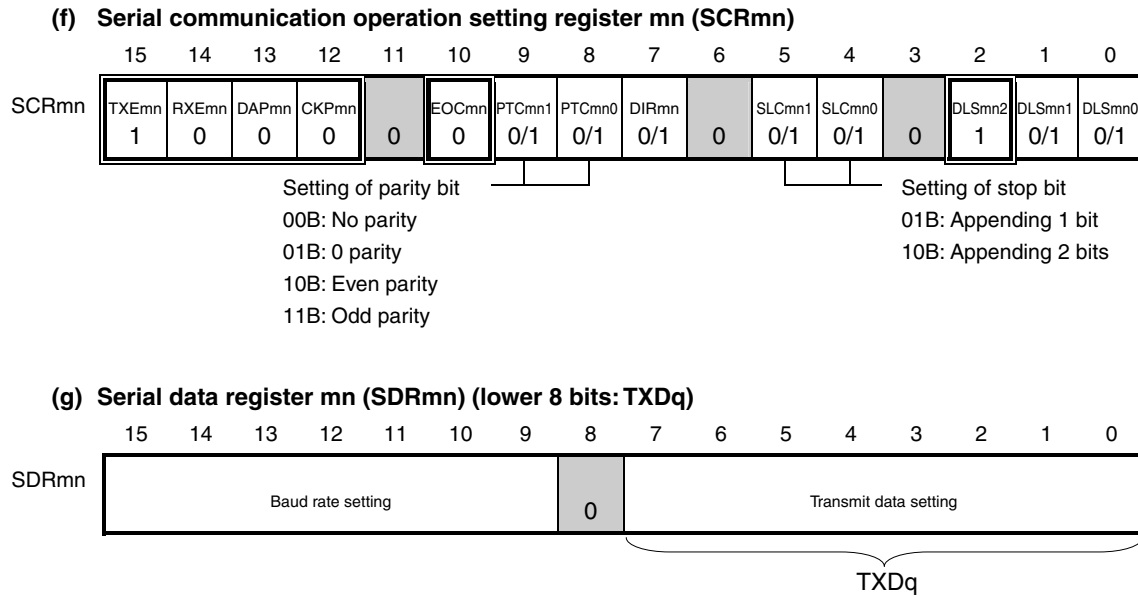 (f) Serial communication operation setting register mn (SCRmn)
15 14 13 12 11 10 9 8 7 6 5 4 3 2 1 0
SCRmn
TXEmn RXEmn DAPmn CKPmn EOCmn PTCmn1 PTCmn0 DIRmn SLCmn1 SLCmn0 DLSmn2 DLSmn1 DLSmn0
1 0 0 0 0 0 0/1 0/1 0/1 0 0/1 0/1 0 1 0/1 0/1
Setting of parity bit
00B: No parity
01B: 0 parity
10B: Even parity
11B: Odd parity
Setting of stop bit
01B: Appending 1 bit
10B: Appending 2 bits
(g) Serial data register mn (SDRmn) (lower 8 bits: TXDq)
15 14 13 12 11 10 9 8 7 6 5 4 3 2 1 0
SDRmn
Baud rate setting
0
Transmit data setting
TXDq